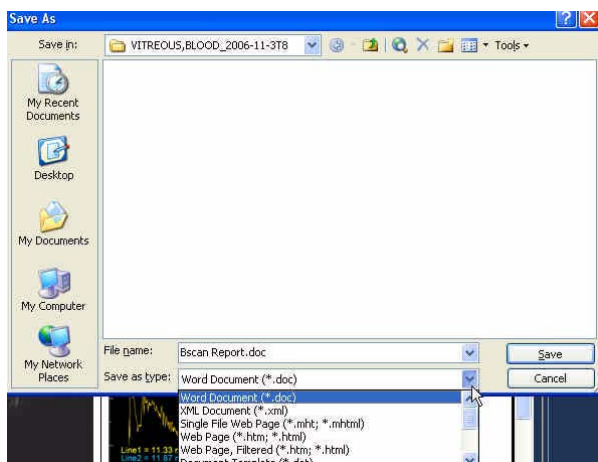 Save As
Save in: VITREOUS,BLOOD_2006-11-3T8 Tools
My Recent
Documents
Desktop
My Documents
My Computer
My Network
Places
File name: Bscan Report.doc Save
Save as type: Word Document (*.doc) Cancel
Word Document (*.doc)
XML Document (*.xml)
Single File Web Page (*.mht; *.mhtml)
Web Page (*.htm; *.html)
Web Page, Filtered (*.htm; *.html)
Document Template (*.dot)
Line1 = 11.33
Line2 = 11.87